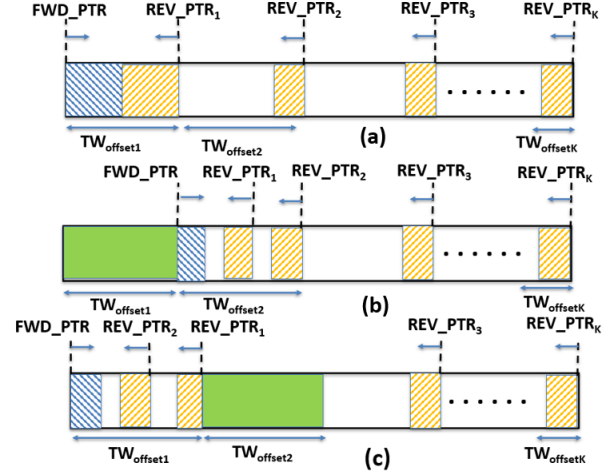 FWD_PTR REV_PTR1 REV_PTR2 REV_PTR3 REV_PTRK
. . . . . .
TWoffset1 TWoffset2 (a) TWoffsetK
FWD_PTR REV_PTR1 REV_PTR2 REV_PTR3 REV_PTRK
. . . . . .
TWoffset1 TWoffset2 (b) TWoffsetK
FWD_PTR REV_PTR2 REV_PTR1 REV_PTR3 REV_PTRK
. . . . . .
TWoffset1 TWoffset2 (c) TWoffsetK